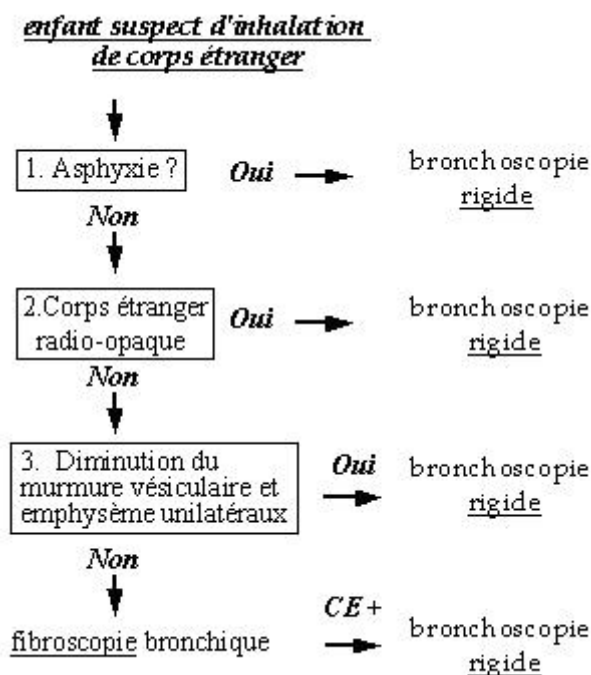 enfant suspect d'inhalation
de corps étranger
1. Asphyxie ?
Oui
bronchoscopie
rigide
Non
2.Corps étranger
radio-opaque
Oui
bronchoscopie
rigide
Non
3. Diminution du
murmure vésiculaire et
emphysème unilatéraux
Oui
bronchoscopie
rigide
Non
fibroscopie bronchique
CE +
bronchoscopie
rigide